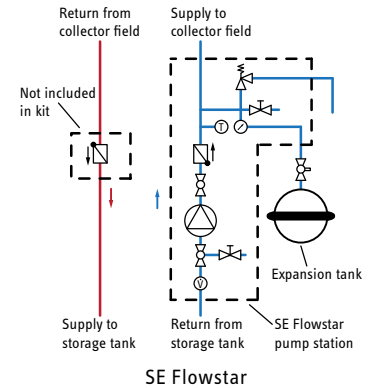 Return from
collector field
Supply to
collector field
Not included
in kit
T
V̇
Expansion tank
Supply to
storage tank
Return from
storage tank
SE Flowstar
pump station
SE Flowstar